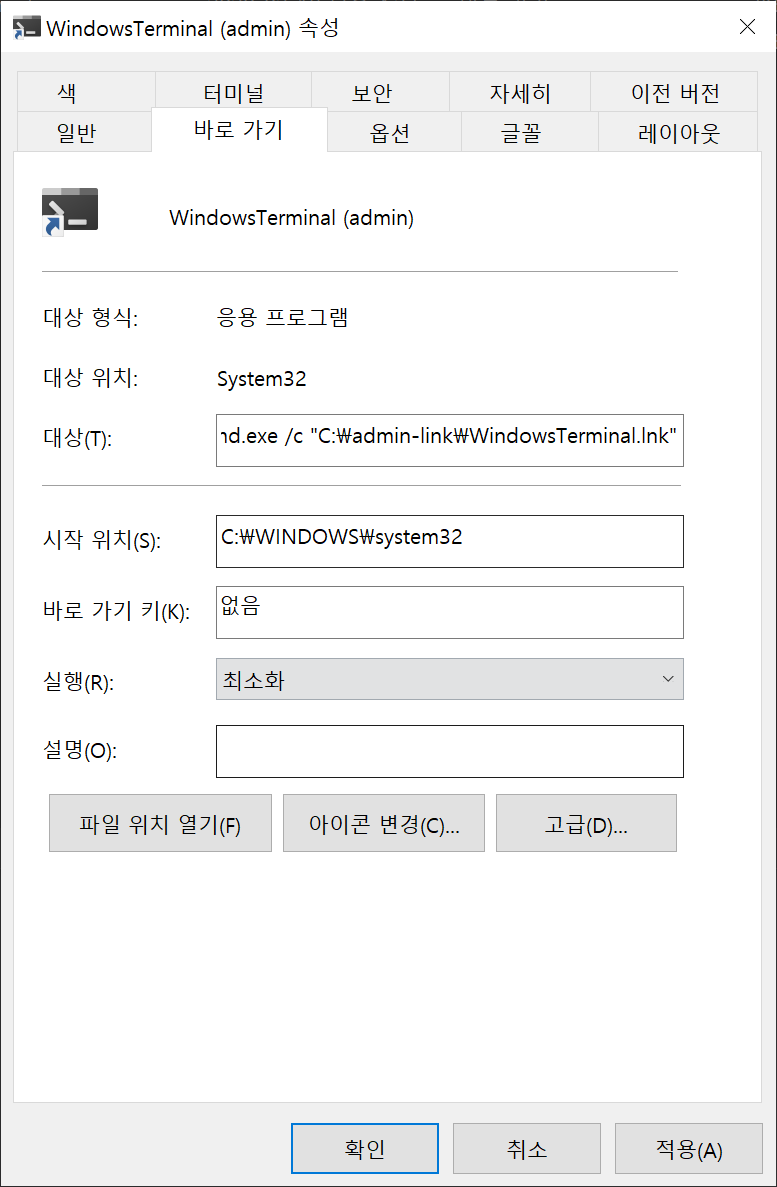 WindowsTerminal (admin) 속성
색 터미널 보안 자세히 이전 버전
일반 바로 가기 옵션 글꼴 레이아웃
WindowsTerminal (admin)
대상 형식: 응용 프로그램
대상 위치: System32
대상(T): nd.exe /c "C:₩admin-link₩WindowsTerminal.lnk"
시작 위치(S): C:₩WINDOWS₩system32
바로 가기 키(K): 없음
실행(R): 최소화
설명(O):
파일 위치 열기(F) 아이콘 변경(C)... 고급(D)...
확인 취소 적용(A)